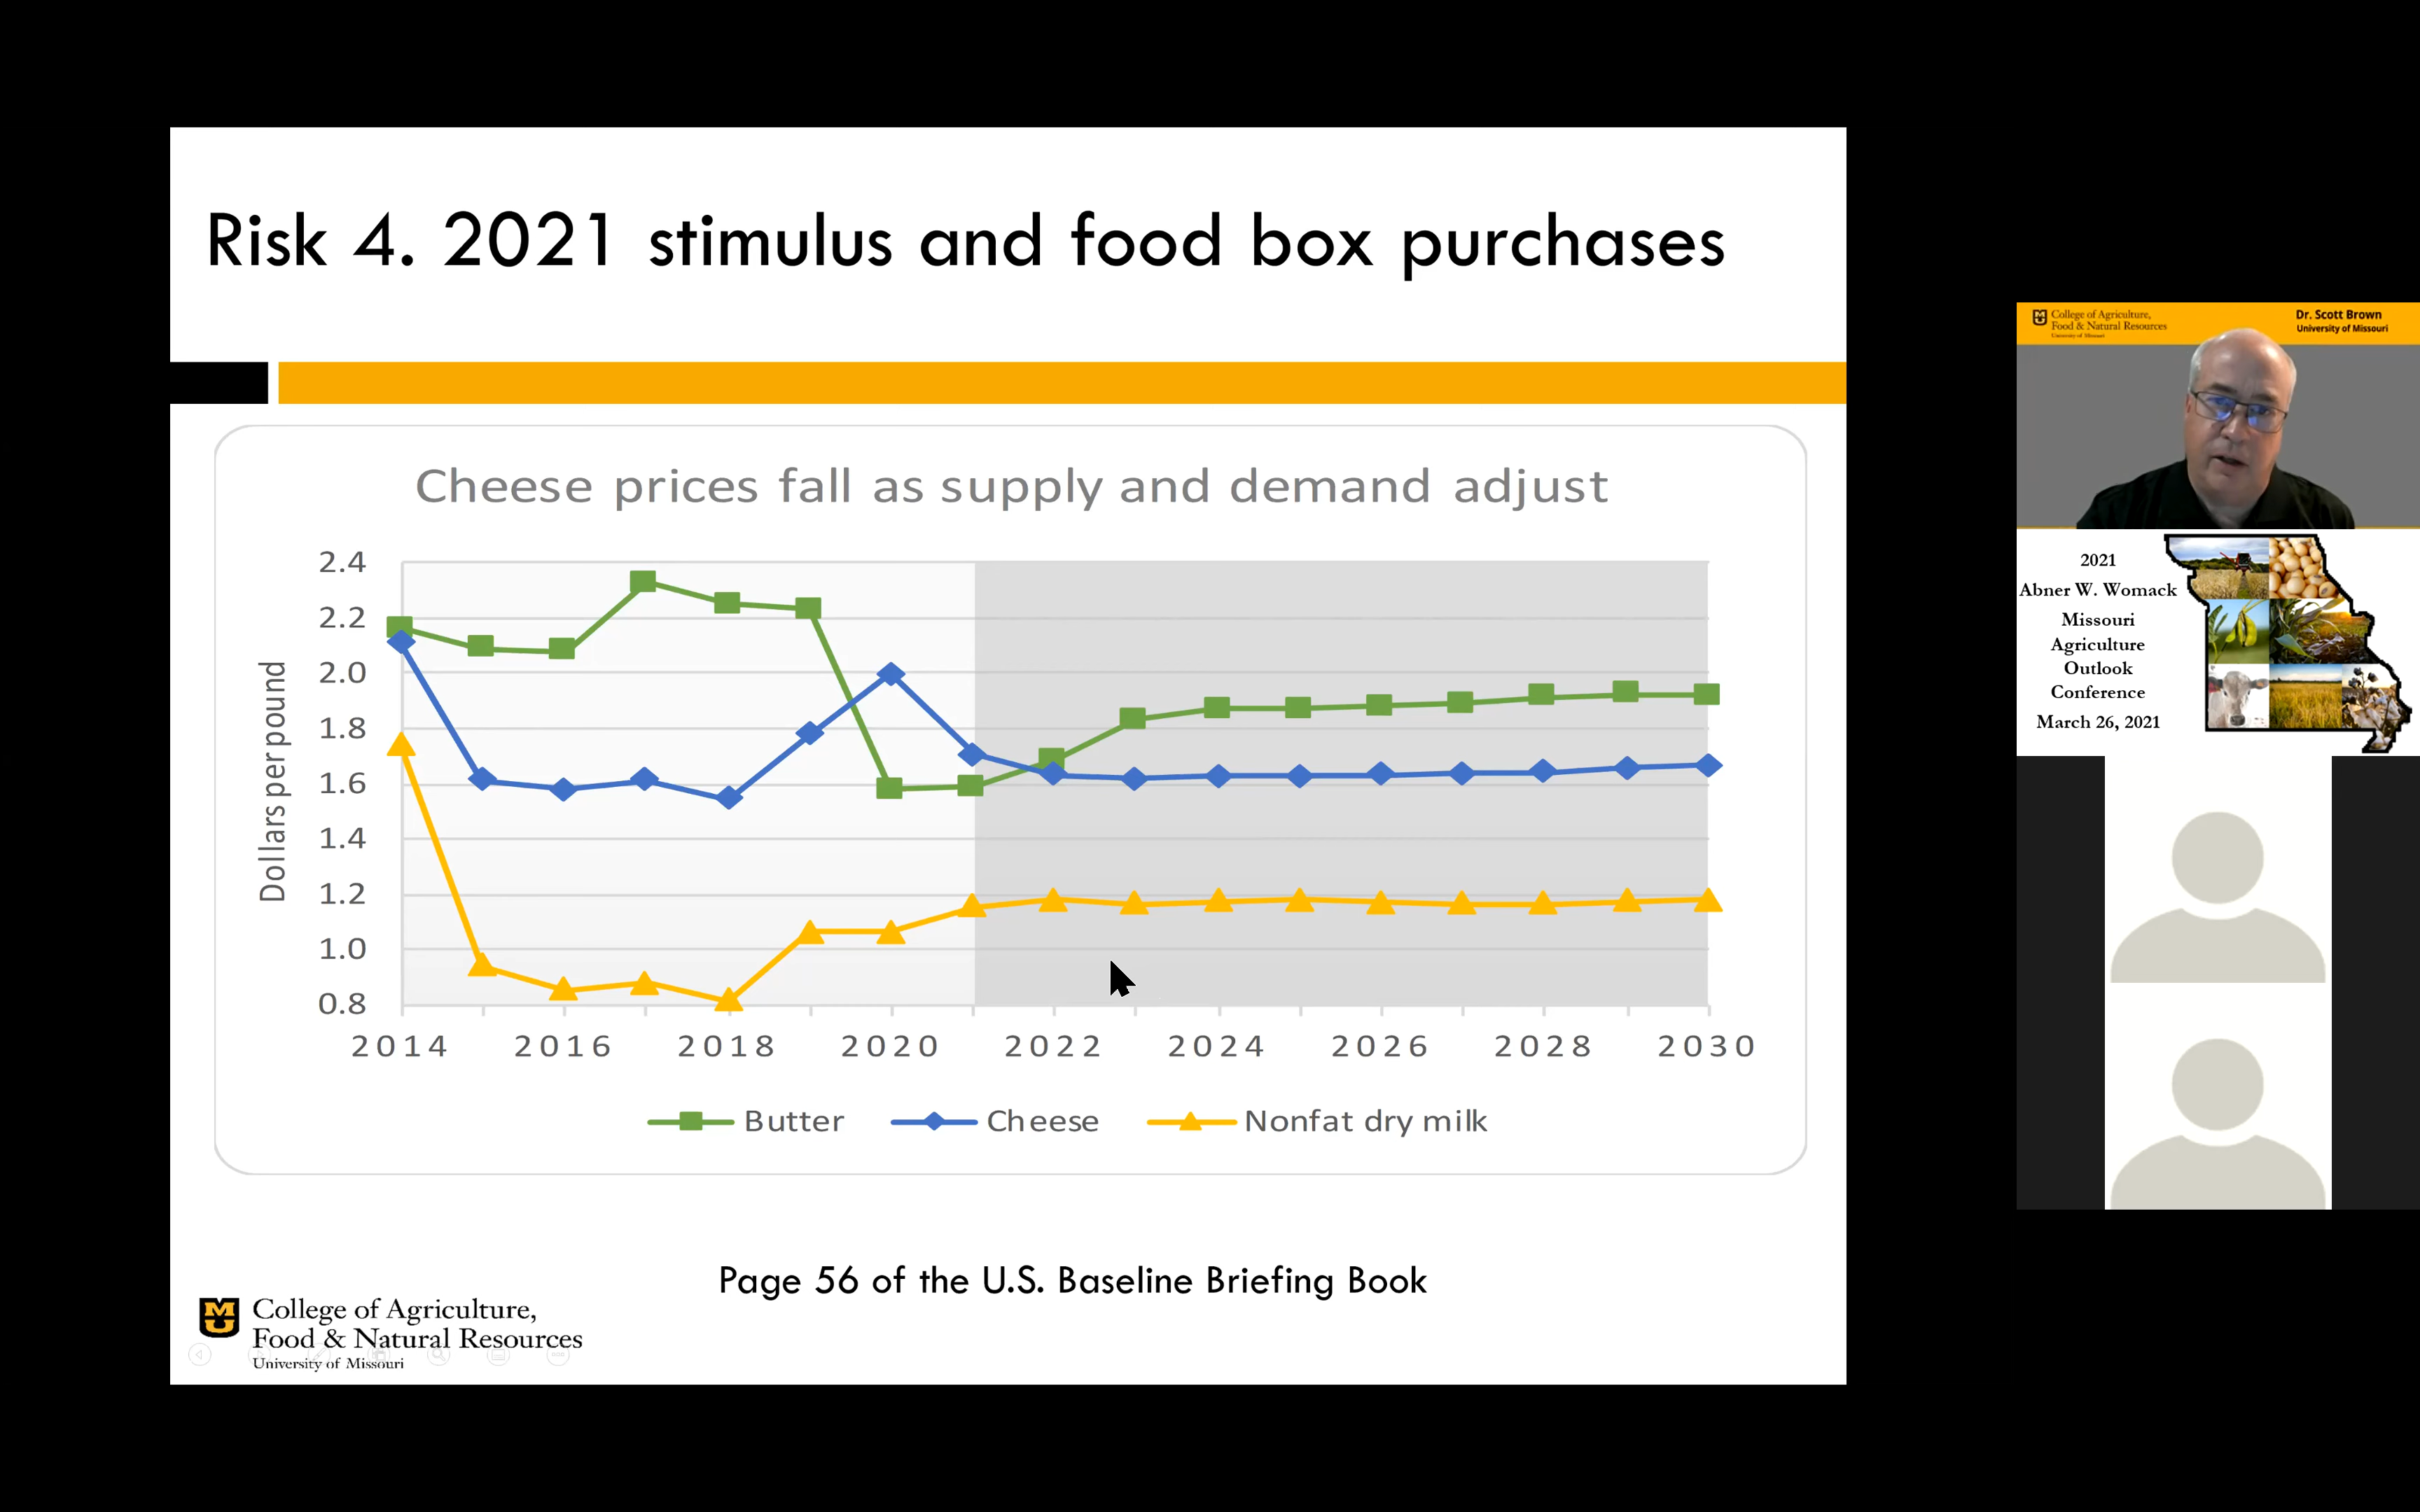 Risk 4. 2021 stimulus and food box purchases
Cheese prices fall as supply and demand adjust
Dollars per pound
2.4
2.2
2.0
1.8
1.6
1.4
1.2
1.0
0.8
2014 2016 2018 2020 2022 2024 2026 2028 2030
Butter Cheese Nonfat dry milk
Page 56 of the U.S. Baseline Briefing Book
College of Agriculture,
Food & Natural Resources
University of Missouri
College of Agriculture,
Food & Natural Resources
University of Missouri
Dr. Scott Brown
University of Missouri
2021
Abner W. Womack
Missouri
Agriculture
Outlook
Conference
March 26, 2021